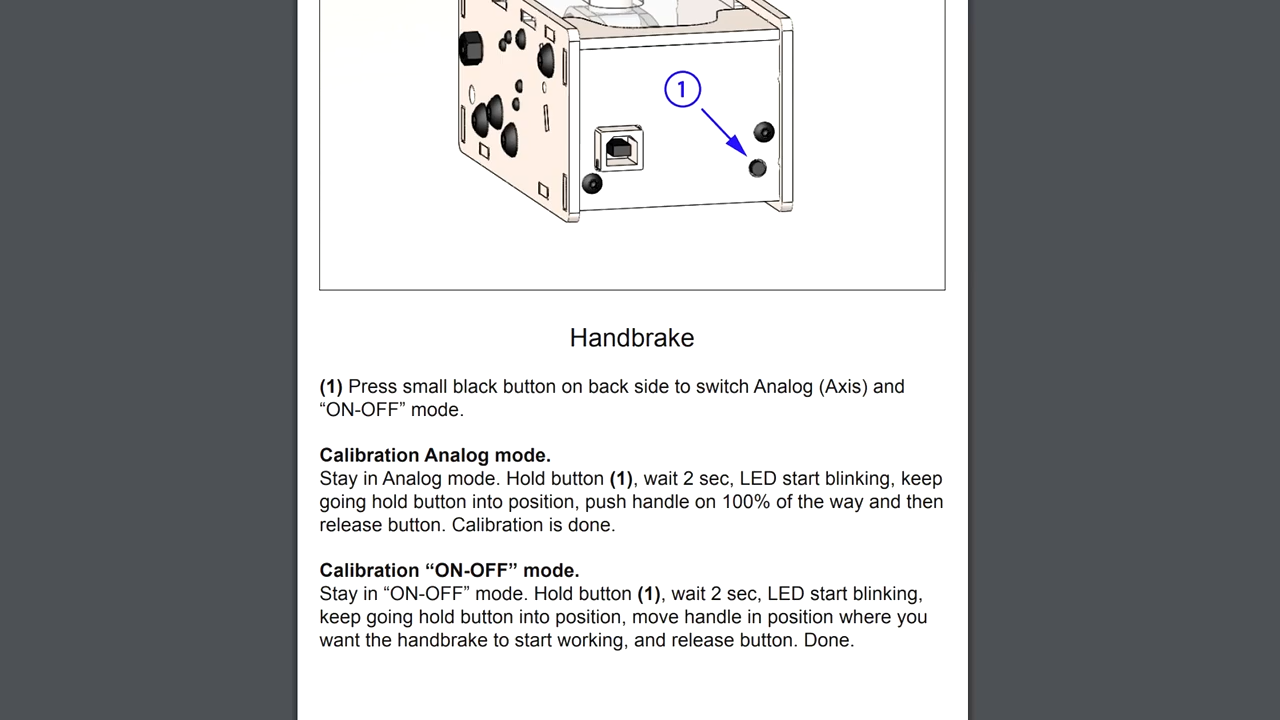 1
Handbrake
(1) Press small black button on back side to switch Analog (Axis) and
“ON-OFF” mode.
Calibration Analog mode.
Stay in Analog mode. Hold button (1), wait 2 sec, LED start blinking, keep
going hold button into position, push handle on 100% of the way and then
release button. Calibration is done.
Calibration “ON-OFF” mode.
Stay in “ON-OFF” mode. Hold button (1), wait 2 sec, LED start blinking,
keep going hold button into position, move handle in position where you
want the handbrake to start working, and release button. Done.